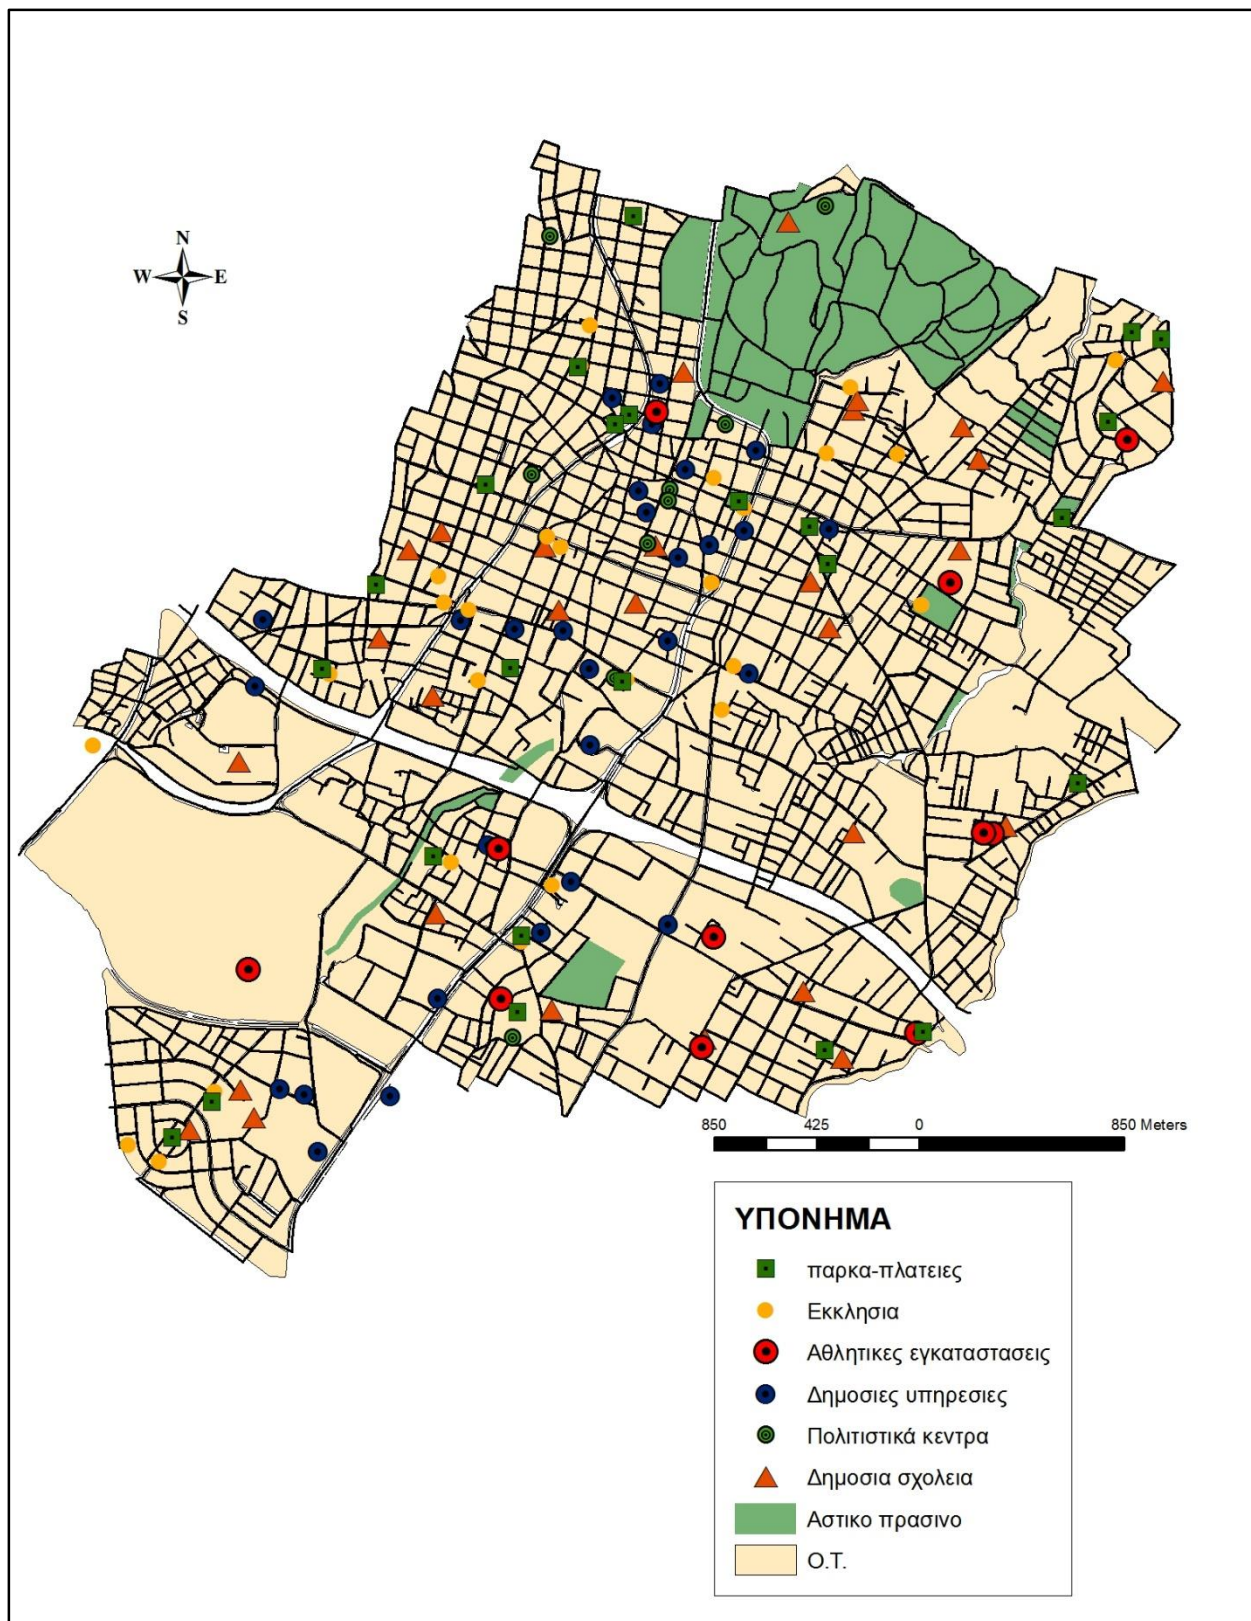 N
W E
S
850 425 0 850 Meters
ΥΠΟΝΗΜΑ
παρκα-πλατειες
Εκκλησια
Αθλητικες εγκαταστασεις
Δημοσιες υπηρεσιες
Πολιτιστικά κεντρα
Δημοσια σχολεια
Αστικο πρασινο
Ο.Τ.